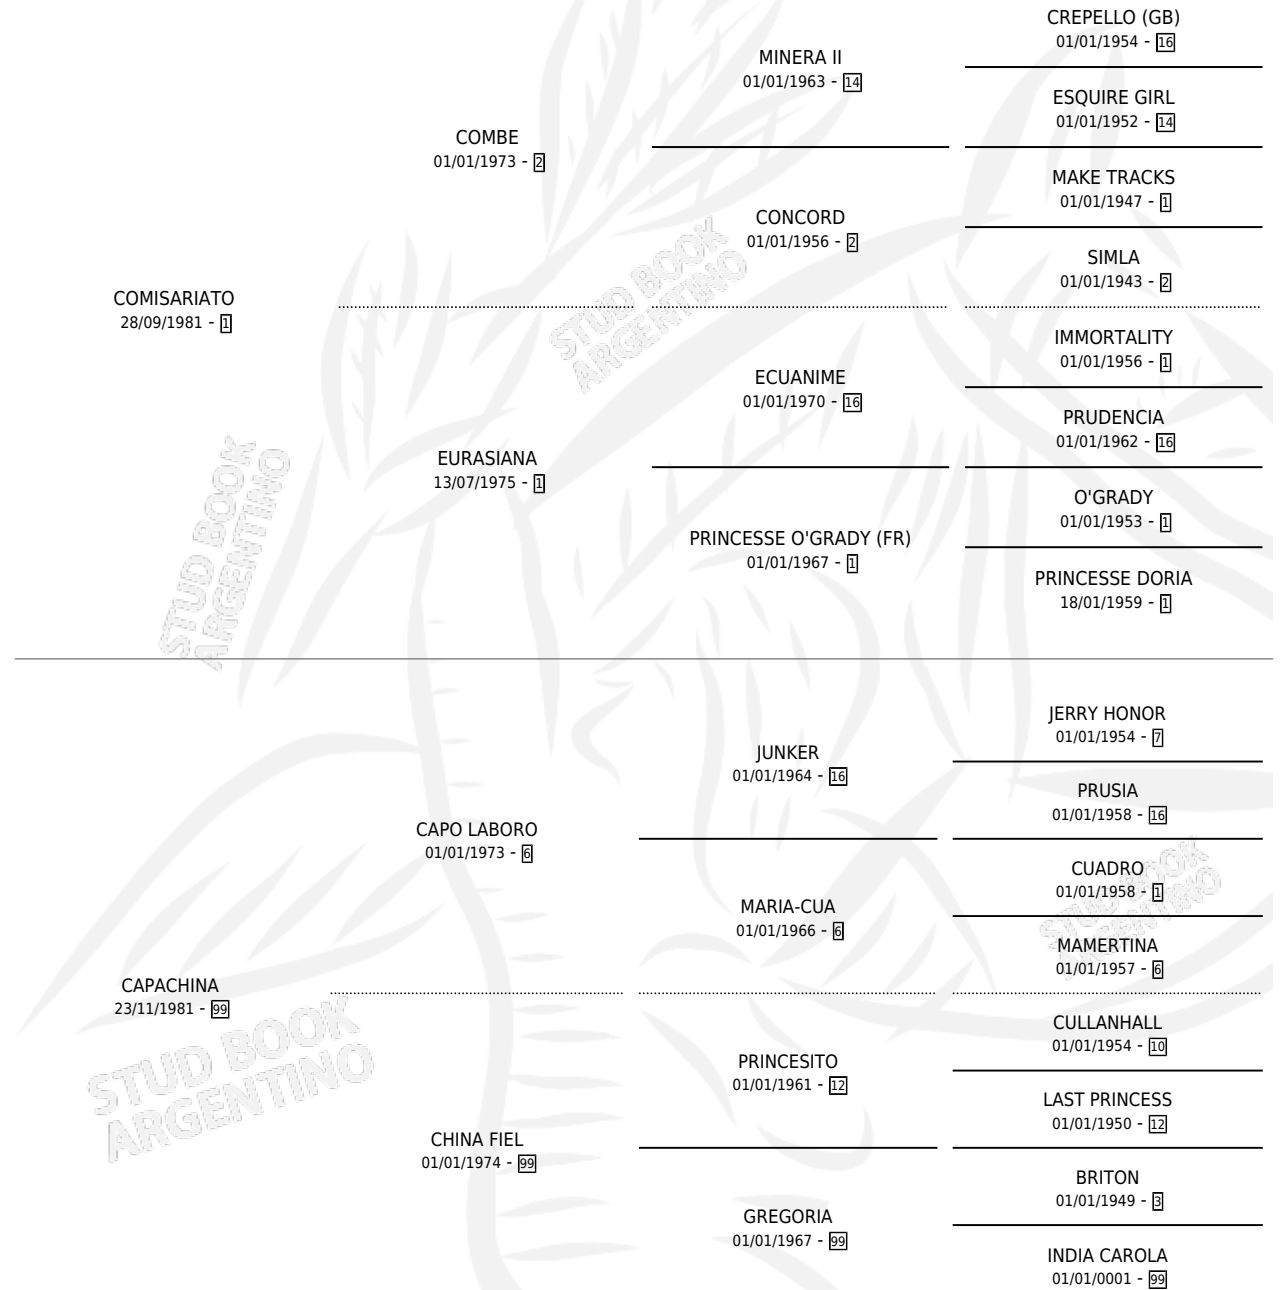 CREPELLO (GB)
01/01/1954 - 16
MINERA II
01/01/1963 - 14
ESQUIRE GIRL
01/01/1952 - 14
COMBE
01/01/1973 - 2
MAKE TRACKS
01/01/1947 - 1
CONCORD
01/01/1956 - 2
SIMLA
01/01/1943 - 2
COMISARIATO
28/09/1981 - 1
STUD BOOK
ARGENTINO
IMMORTALITY
01/01/1956 - 1
ECUANIME
01/01/1970 - 16
PRUDENCIA
01/01/1962 - 16
EURASIANA
13/07/1975 - 1
O'GRADY
01/01/1953 - 1
PRINCESSE O'GRADY (FR)
01/01/1967 - 1
PRINCESSE DORIA
18/01/1959 - 1
STUD BOOK
ARGENTINO
JERRY HONOR
01/01/1954 - 7
JUNKER
01/01/1964 - 16
PRUSIA
01/01/1958 - 16
CAPO LABORO
01/01/1973 - 6
CUADRO
01/01/1958 - 1
MARIA-CUA
01/01/1966 - 6
STUD BOOK
ARGENTINO
MAMERTINA
01/01/1957 - 6
CAPACHINA
23/11/1981 - 99
CULLANHALL
01/01/1954 - 10
STUD BOOK
ARGENTINO
PRINCESITO
01/01/1961 - 12
LAST PRINCESS
01/01/1950 - 12
CHINA FIEL
01/01/1974 - 99
BRITON
01/01/1949 - 3
GREGORIA
01/01/1967 - 99
INDIA CAROLA
01/01/0001 - 99